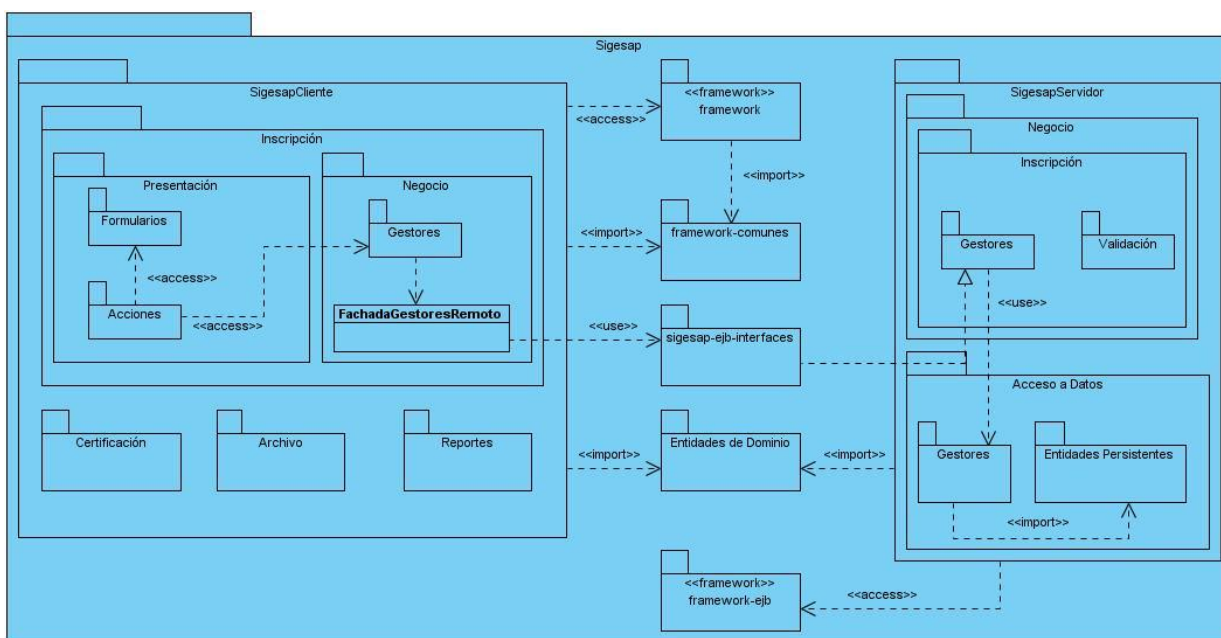 Sigesap
SigesapCliente
Inscripción
Presentación
Formularios
<<access>>
Acciones
<<access>>
Negocio
Gestores
FachadaGestoresRemoto
Certificación
Archivo
Reportes
<<access>>
<<import>>
<<use>>
<<import>>
<<framework>>
framework
<<import>>
framework-comunes
sigesap-ejb-interfaces
Entidades de Dominio
<<import>>
<<framework>>
framework-ejb
<<access>>
SigesapServidor
Negocio
Inscripción
Gestores
Validación
<<use>>
Acceso a Datos
Gestores
Entidades Persistentes
<<import>>